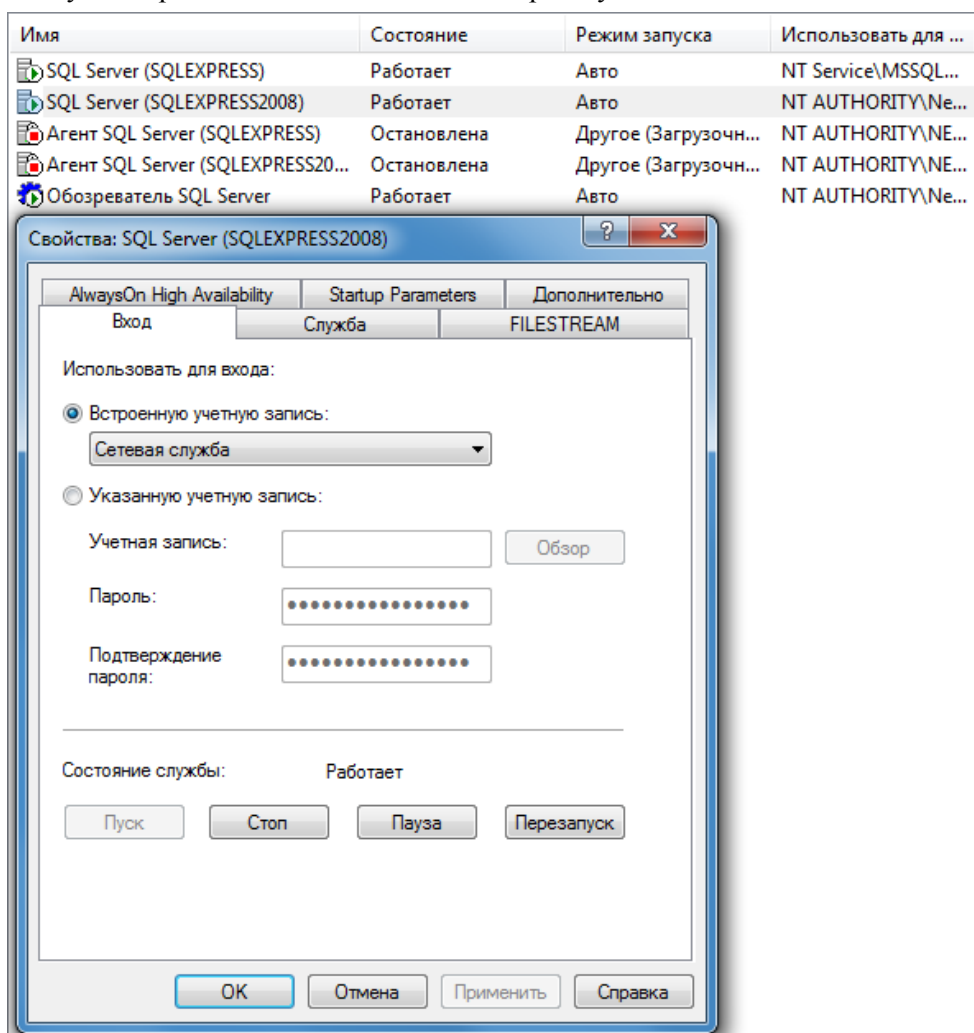 Имя Состояние Режим запуска Использовать для ...
SQL Server (SQLEXPRESS) Работает Авто NT Service\MSSQL...
SQL Server (SQLEXPRESS2008) Работает Авто NT AUTHORITY\Ne...
Агент SQL Server (SQLEXPRESS) Остановлена Другое (Загрузочн... NT AUTHORITY\NE...
Агент SQL Server (SQLEXPRESS20... Остановлена Другое (Загрузочн... NT AUTHORITY\NE...
Обозреватель SQL Server Работает Авто NT AUTHORITY\Ne...
Свойства: SQL Server (SQLEXPRESS2008)
AlwaysOn High Availability Startup Parameters Дополнительно
Вход Служба FILESTREAM
Использовать для входа:
Встроенную учетную запись:
Сетевая служба
Указанную учетную запись:
Учетная запись: Обзор
Пароль:
Подтверждение
пароля:
Состояние службы: Работает
Пуск Стоп Пауза Перезапуск
OK Отмена Применить Справка